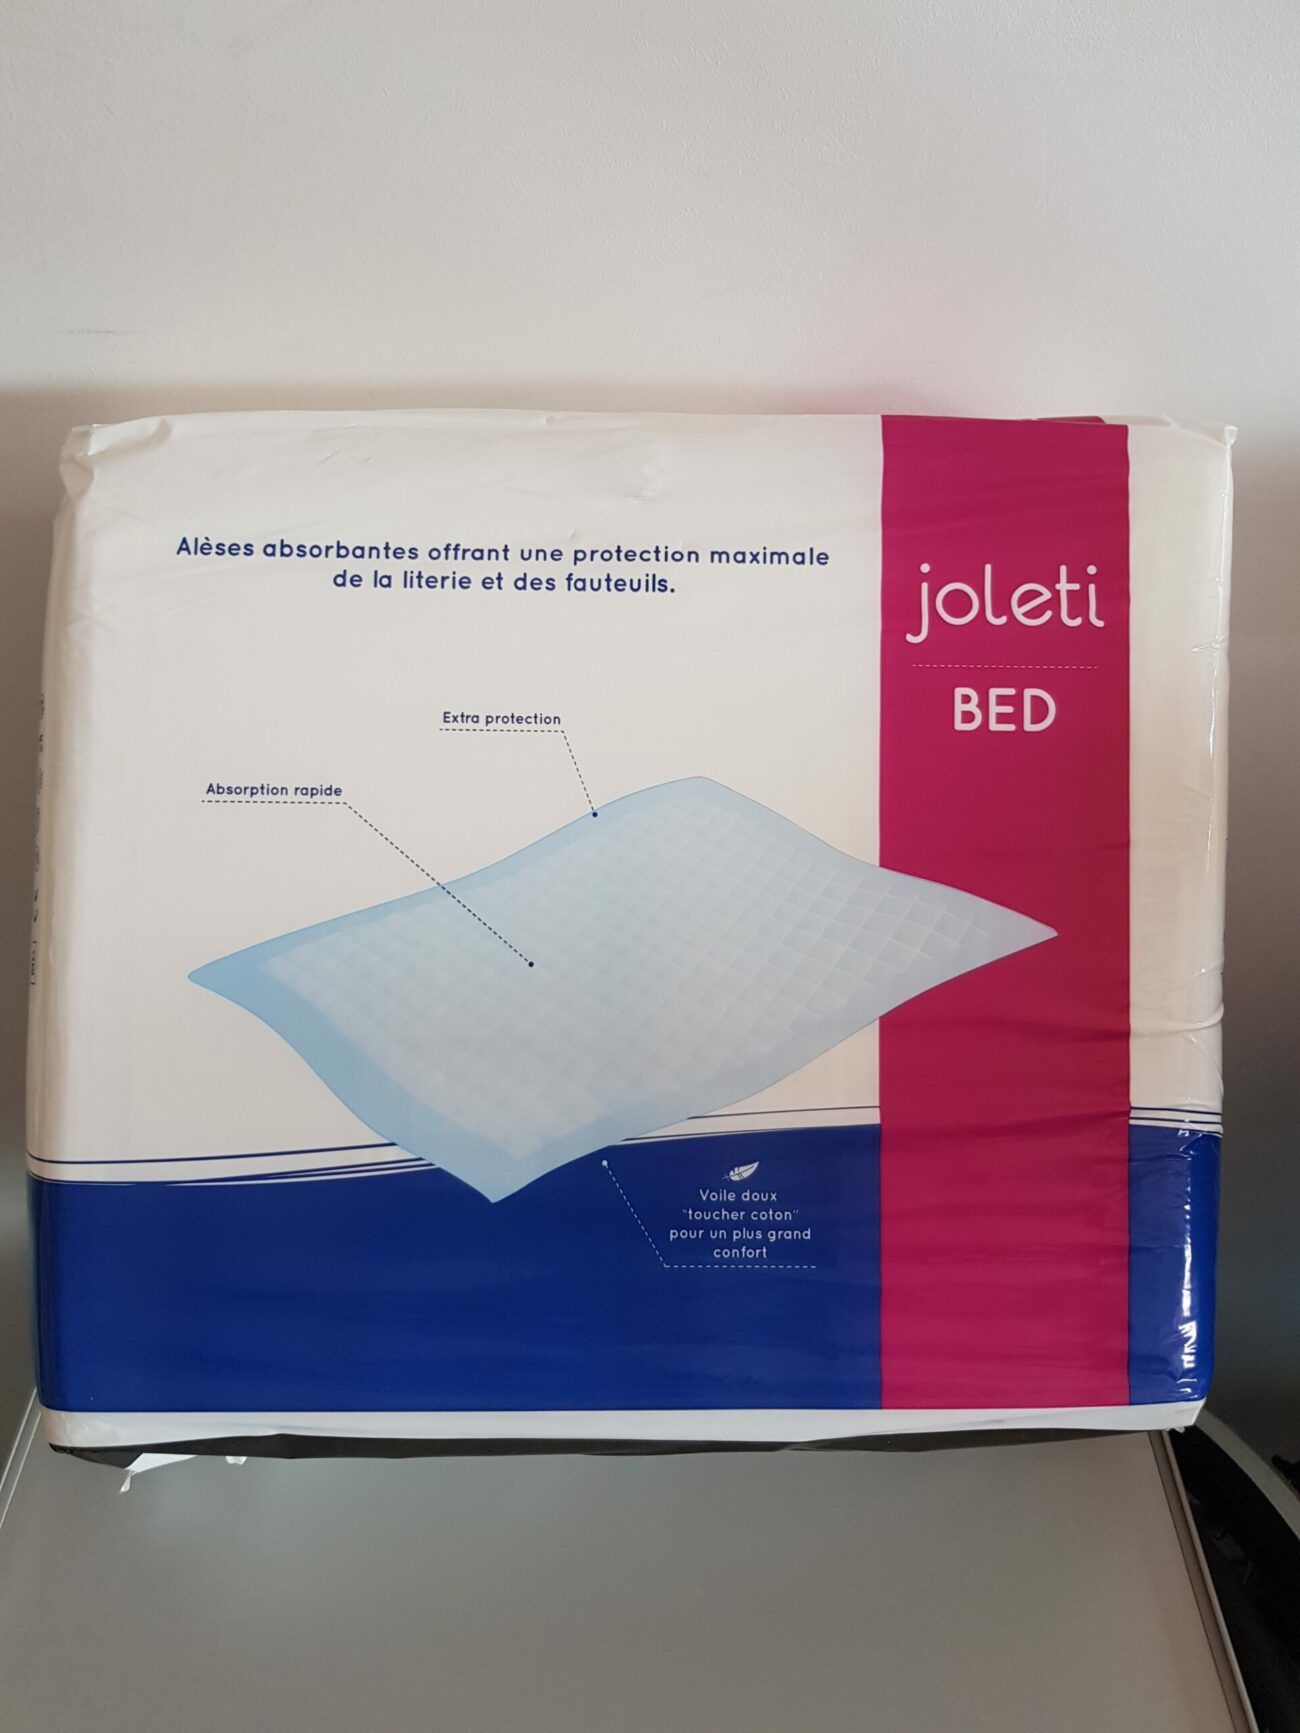 Alèses absorbantes offrant une protection maximale
de la literie et des fauteuils.
joleti
BED
Extra protection
Absorption rapide
Voile doux
"toucher coton"
pour un plus grand
confort